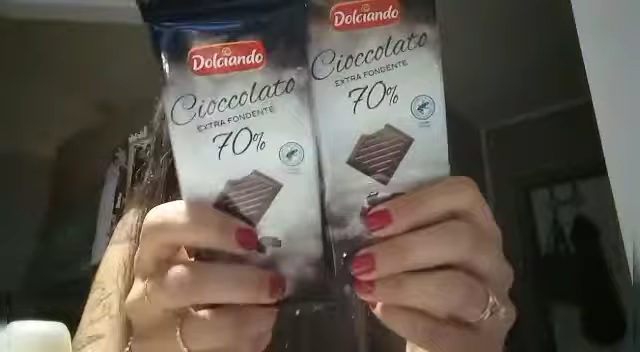 Dolciando
Cioccolato
EXTRA FONDENTE
70%
Dolciando
Cioccolato
EXTRA FONDENTE
70%